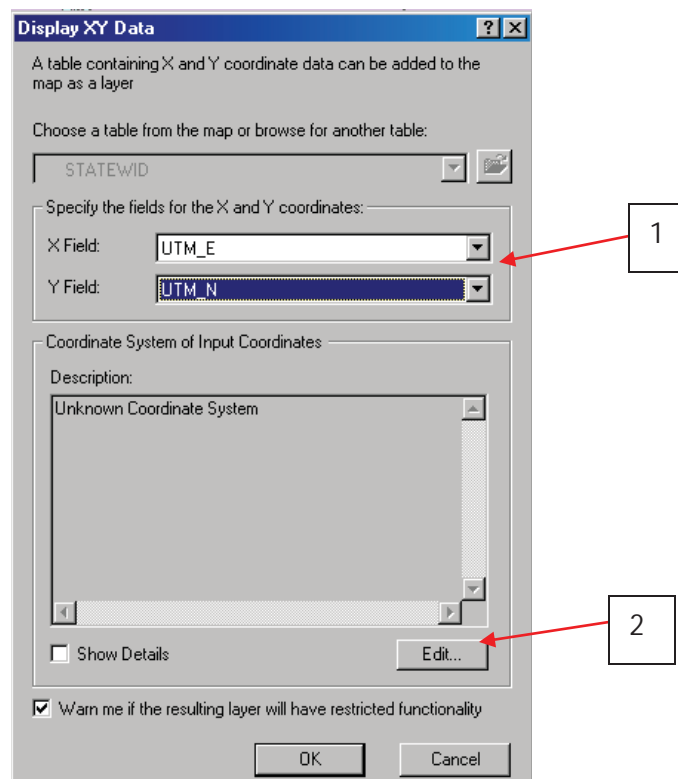 Display XY Data
A table containing X and Y coordinate data can be added to the
map as a layer
Choose a table from the map or browse for another table:
STATEWID
Specify the fields for the X and Y coordinates:
X Field:
UTM_E
1
Y Field:
UTM_N
Coordinate System of Input Coordinates
Description:
Unknown Coordinate System
Show Details
Edit...
2
Warn me if the resulting layer will have restricted functionality
OK
Cancel